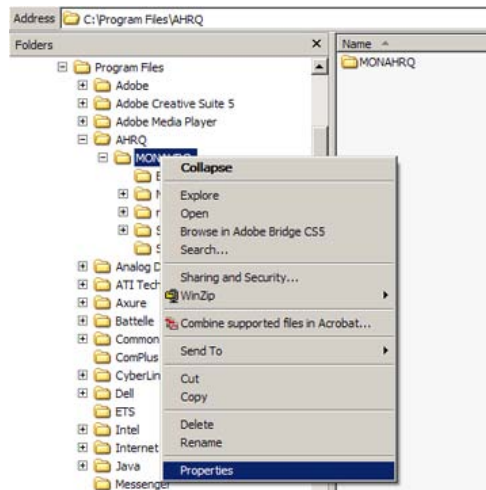 Address C:\Program Files\AHRQ
Folders
Name
Program Files
MONAHRQ
Adobe
Adobe Creative Suite 5
Adobe Media Player
AHRQ
Collapse
Explore
Open
Browse in Adobe Bridge CS5
Search...
Analog
Sharing and Security...
ATI Tech
WinZip
Axure
Battelle
Combine supported files in Acrobat...
Common
ComPlus
Send To
CyberLin
Dell
Cut
ETS
Copy
Intel
Delete
Internet
Rename
Java
Properties
Messenger